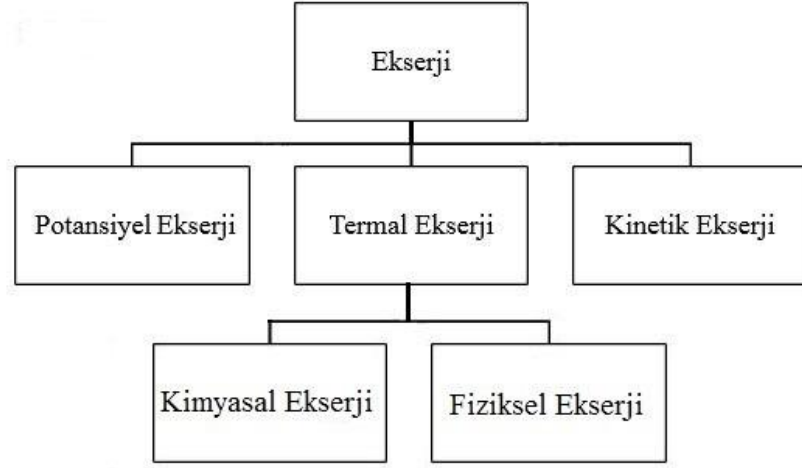 Ekserji
Potansiyel Ekserji
Termal Ekserji
Kinetik Ekserji
Kimyasal Ekserji
Fiziksel Ekserji